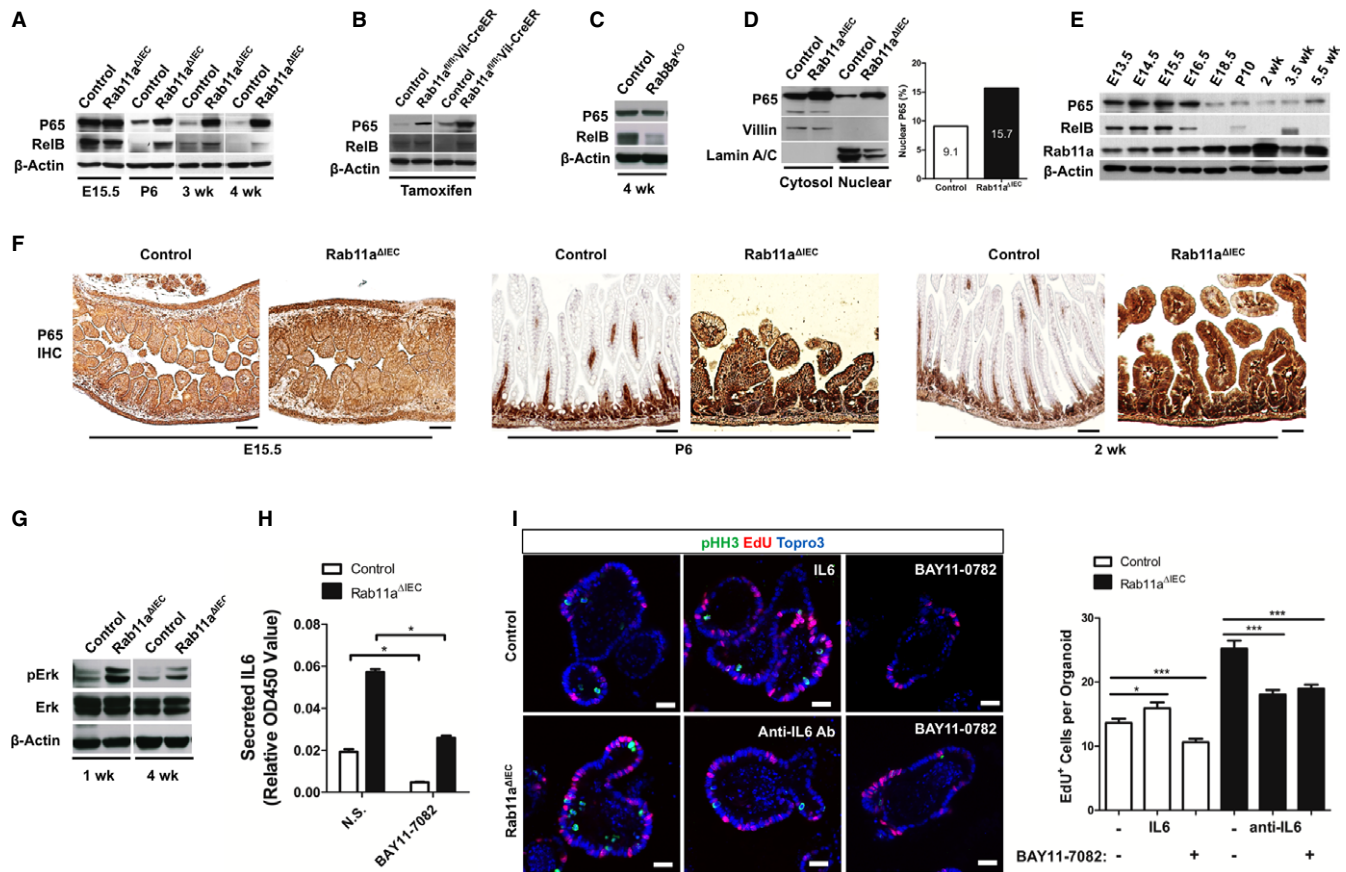 A
Control
Rab11aΔIEC
Control
Rab11aΔIEC
Control
Rab11aΔIEC
Control
Rab11aΔIEC
P65
RelB
β-Actin
E15.5 P6 3 wk 4 wk
B
Control
Rab11afl/fl;Vil-CreER
Control
Rab11afl/fl;Vil-CreER
P65
RelB
β-Actin
Tamoxifen
C
Control
Rab8aKO
P65
RelB
β-Actin
4 wk
D
Control
Rab11aΔIEC
Control
Rab11aΔIEC
P65
Villin
Lamin A/C
Cytosol Nuclear
Nuclear P65 (%)
20
15
10
5
0
9.1
15.7
Control Rab11aΔIEC
E
E13.5
E14.5
E15.5
E16.5
E18.5
P10
2 wk
3.5 wk
5.5 wk
P65
RelB
Rab11a
β-Actin
F
Control Rab11aΔIEC Control Rab11aΔIEC Control Rab11aΔIEC
P65
IHC
E15.5 P6 2 wk
G
Control
Rab11aΔIEC
Control
Rab11aΔIEC
pErk
Erk
β-Actin
1 wk 4 wk
H
Control
Rab11aΔIEC
Secreted IL6
(Relative OD450 Value)
0.08
0.06
0.04
0.02
0.00
*
*
N.S.
BAY11-7082
I
pHH3 EdU Topro3
Control
IL6
BAY11-0782
Rab11aΔIEC
Anti-IL6 Ab
BAY11-0782
Control
Rab11aΔIEC
EdU+ Cells per Organoid
30
20
10
0
***
*
***
***
- IL6 - anti-IL6
BAY11-7082: - + - +